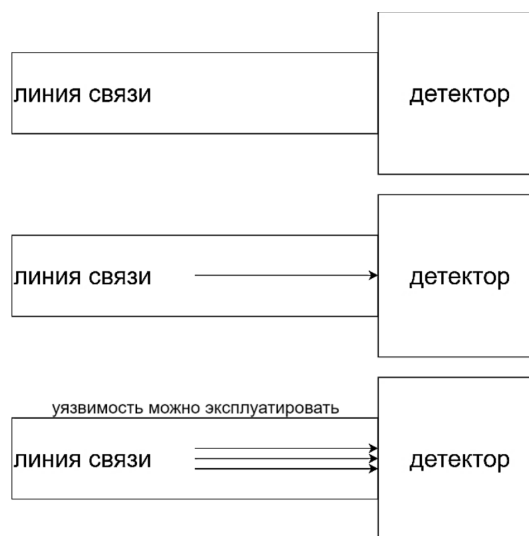 линия связи
детектор
линия связи
детектор
уязвимость можно эксплуатировать
линия связи
детектор